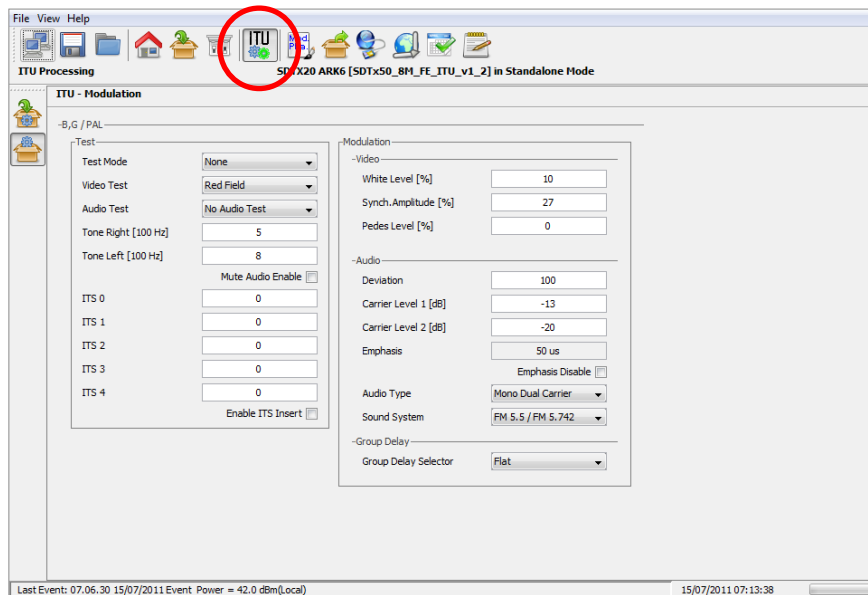 File View Help
ITU
Mod.
Pre.
ITU Processing
SDTX20 ARK6 [SDTx50_8M_FE_ITU_v1_2] in Standalone Mode
ITU - Modulation
B,G / PAL
Test
Test Mode None
Video Test Red Field
Audio Test No Audio Test
Tone Right [100 Hz] 5
Tone Left [100 Hz] 8
Mute Audio Enable
ITS 0 0
ITS 1 0
ITS 2 0
ITS 3 0
ITS 4 0
Enable ITS Insert
Modulation
Video
White Level [%] 10
Synch.Amplitude [%] 27
Pedes Level [%] 0
Audio
Deviation 100
Carrier Level 1 [dB] -13
Carrier Level 2 [dB] -20
Emphasis 50 us
Emphasis Disable
Audio Type Mono Dual Carrier
Sound System FM 5.5 / FM 5.742
Group Delay
Group Delay Selector Flat
Last Event: 07.06.30 15/07/2011 Event Power = 42.0 dBm(Local)
15/07/2011 07:13:38